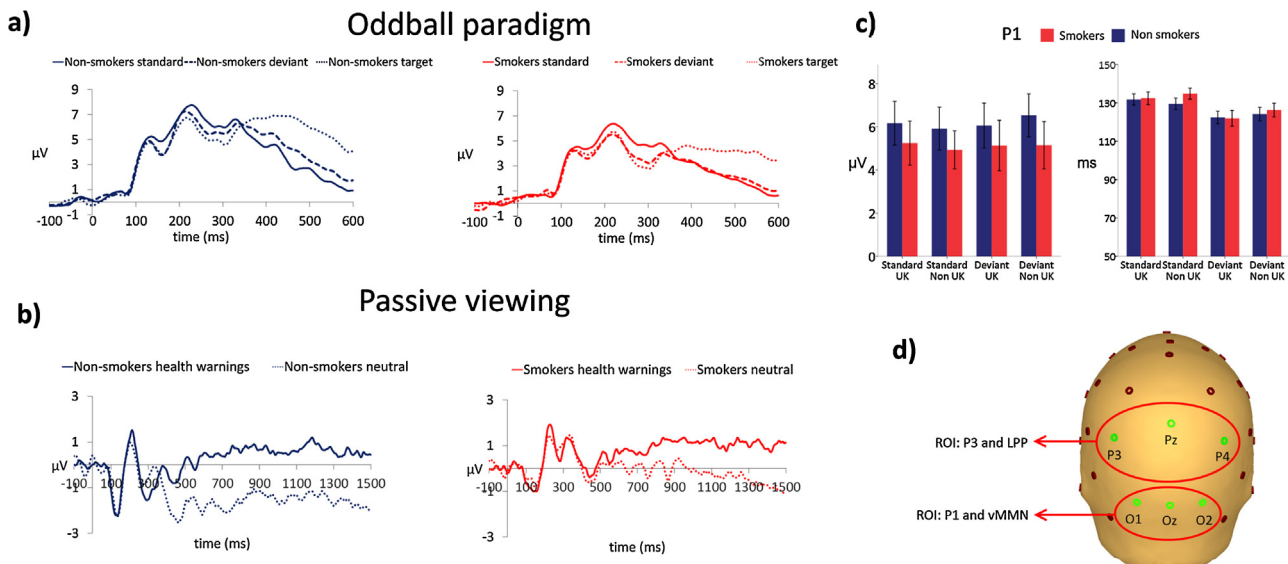 a)
Oddball paradigm
Non-smokers standard Non-smokers deviant Non-smokers target
9
7
5
μV
3
1
-1
-100 0 100 200 300 400 500 600
time (ms)
Smokers standard Smokers deviant Smokers target
9
7
5
μV
3
1
-1
-100 0 100 200 300 400 500 600
time (ms)
c)
P1 Smokers Non smokers
8
6
μV
4
2
0
Standard UK
Standard Non UK
Deviant UK
Deviant Non UK
150
130
110
ms
90
70
50
Standard UK
Standard Non UK
Deviant UK
Deviant Non UK
b)
Passive viewing
Non-smokers health warnings Non-smokers neutral
3
1
μV
-1
-3
-100 100 300 500 700 900 1100 1300 1500
time (ms)
Smokers health warnings Smokers neutral
3
1
μV
-1
-3
-100 100 300 500 700 900 1100 1300 1500
time (ms)
d)
ROI: P3 and LPP
P3 Pz P4
ROI: P1 and vMMN
O1 Oz O2